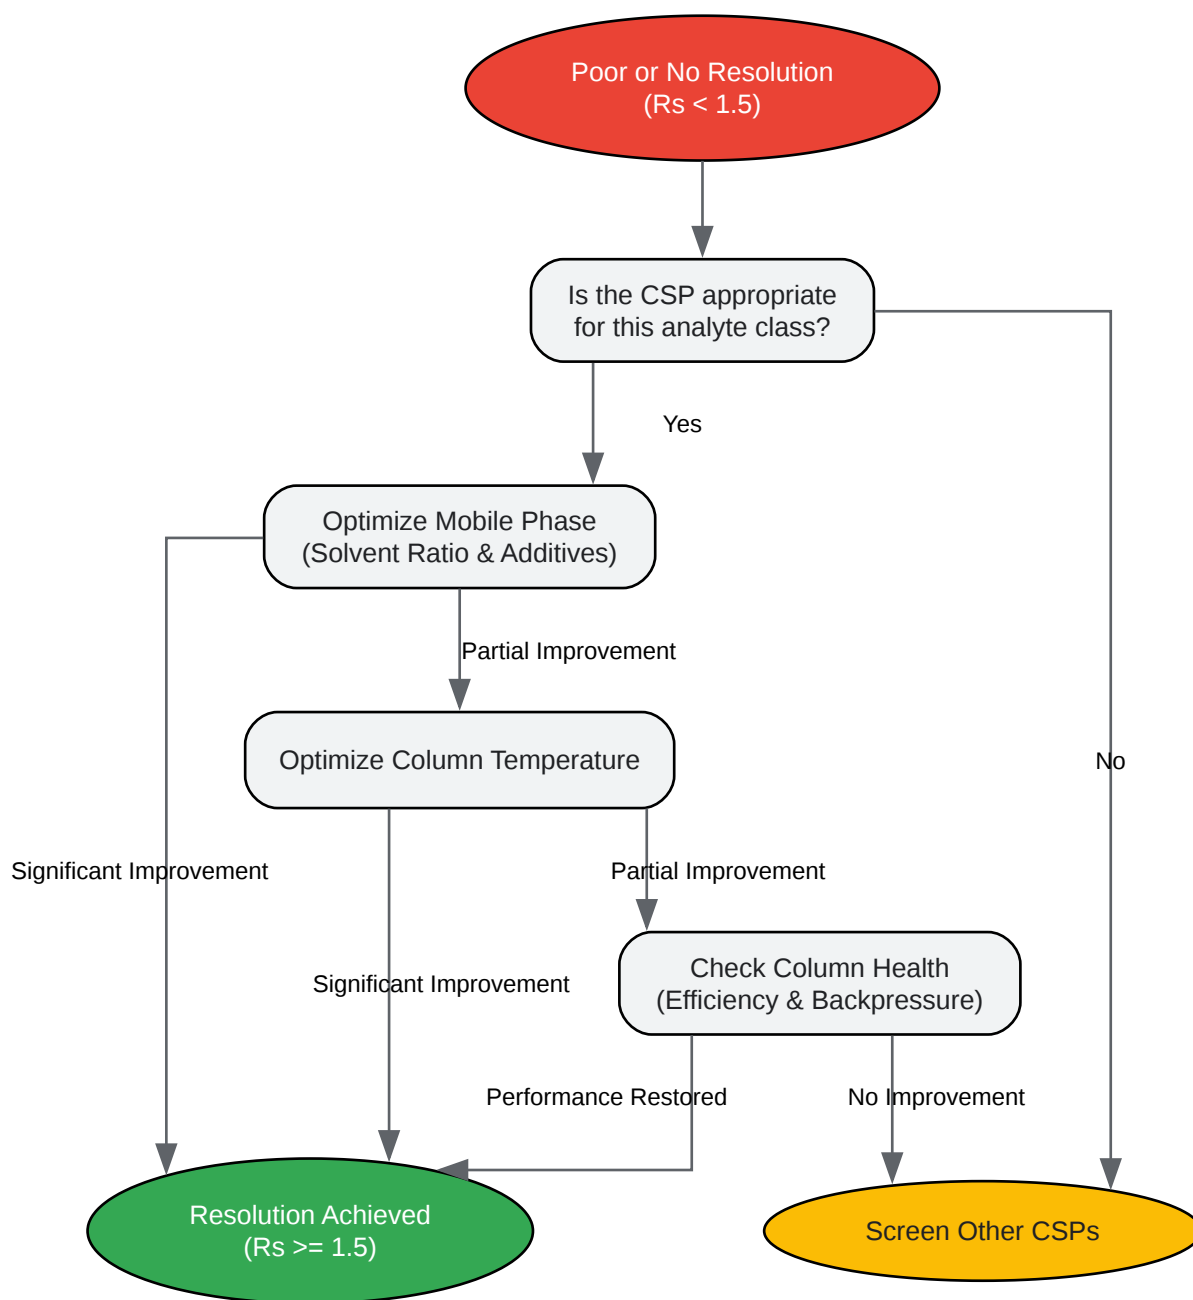 Poor or No Resolution
(Rs < 1.5)
Is the CSP appropriate
for this analyte class?
Yes
Optimize Mobile Phase
(Solvent Ratio & Additives)
Partial Improvement
Optimize Column Temperature
No
Significant Improvement
Partial Improvement
Check Column Health
(Efficiency & Backpressure)
Significant Improvement
Performance Restored
No Improvement
Resolution Achieved
(Rs >= 1.5)
Screen Other CSPs